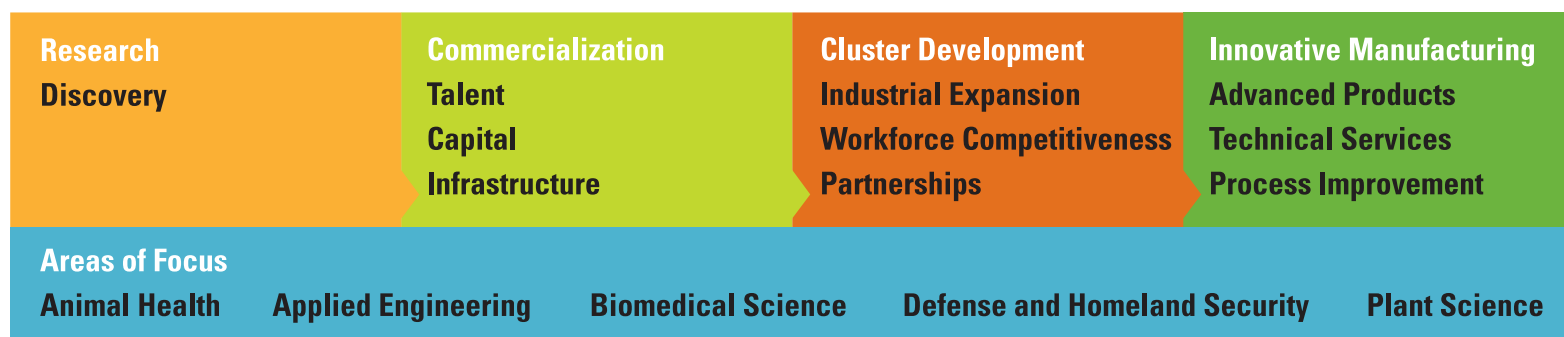 Research
Discovery
Commercialization
Talent
Capital
Infrastructure
Cluster Development
Industrial Expansion
Workforce Competitiveness
Partnerships
Innovative Manufacturing
Advanced Products
Technical Services
Process Improvement
Areas of Focus
Animal Health Applied Engineering Biomedical Science Defense and Homeland Security Plant Science